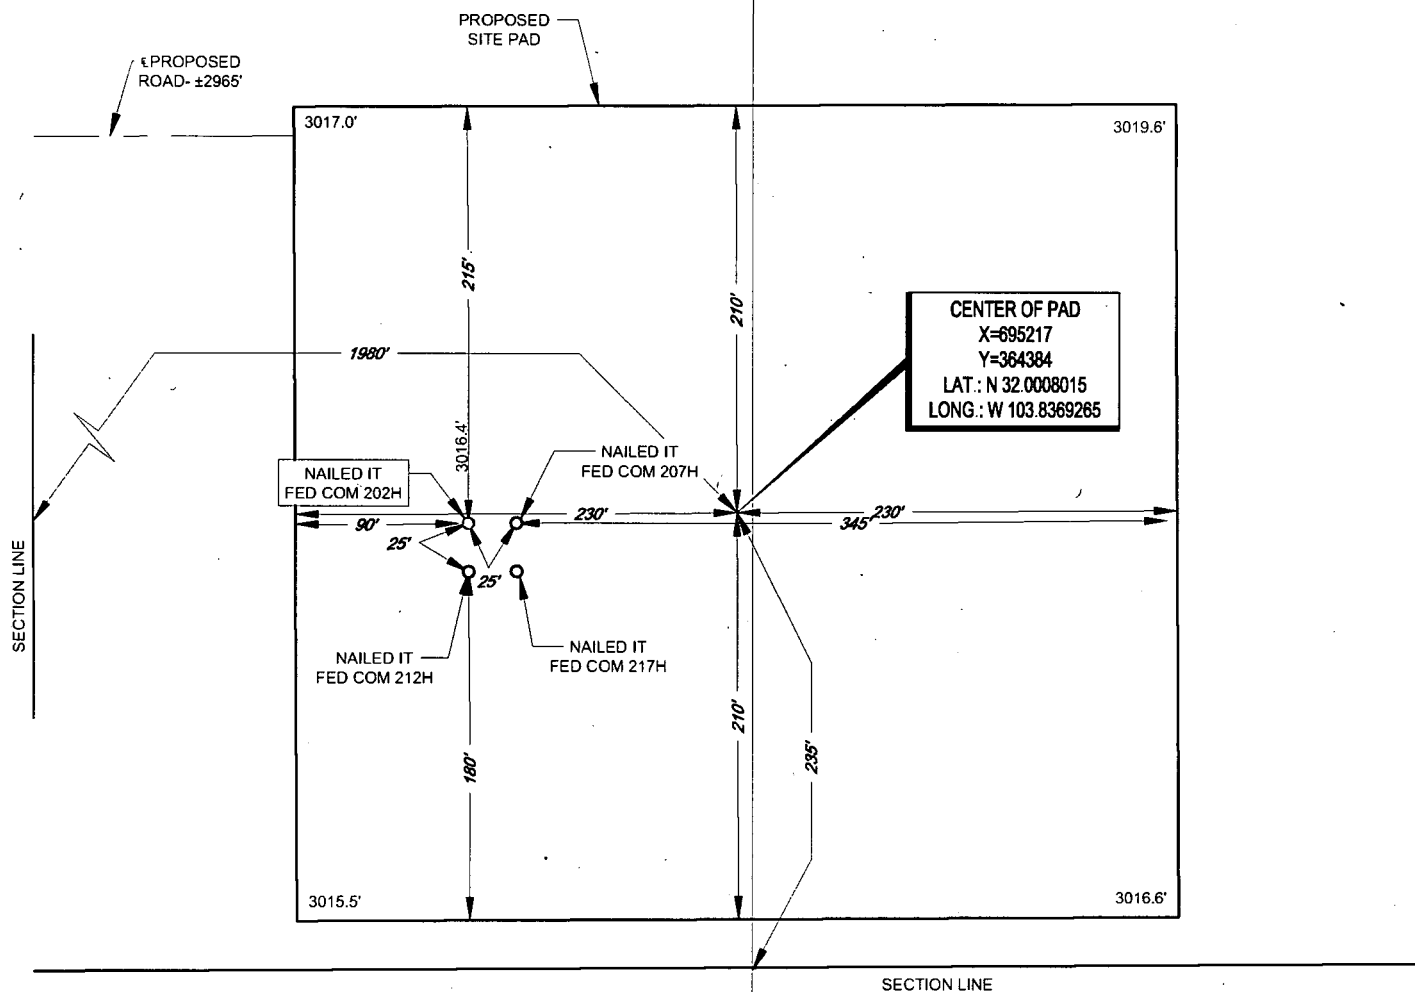 PROPOSED
SITE PAD
℄PROPOSED
ROAD- ±2965'
3017.0'
3019.6'
215'
210'
CENTER OF PAD
X=695217
Y=364384
LAT.: N 32.0008015
LONG.: W 103.8369265
1980'
3016.4'
NAILED IT
FED COM 207H
NAILED IT
FED COM 202H
230'
230'
90'
345'
25'
25'
SECTION LINE
NAILED IT
FED COM 217H
NAILED IT
FED COM 212H
210'
235'
180'
3015.5'
3016.6'
SECTION LINE